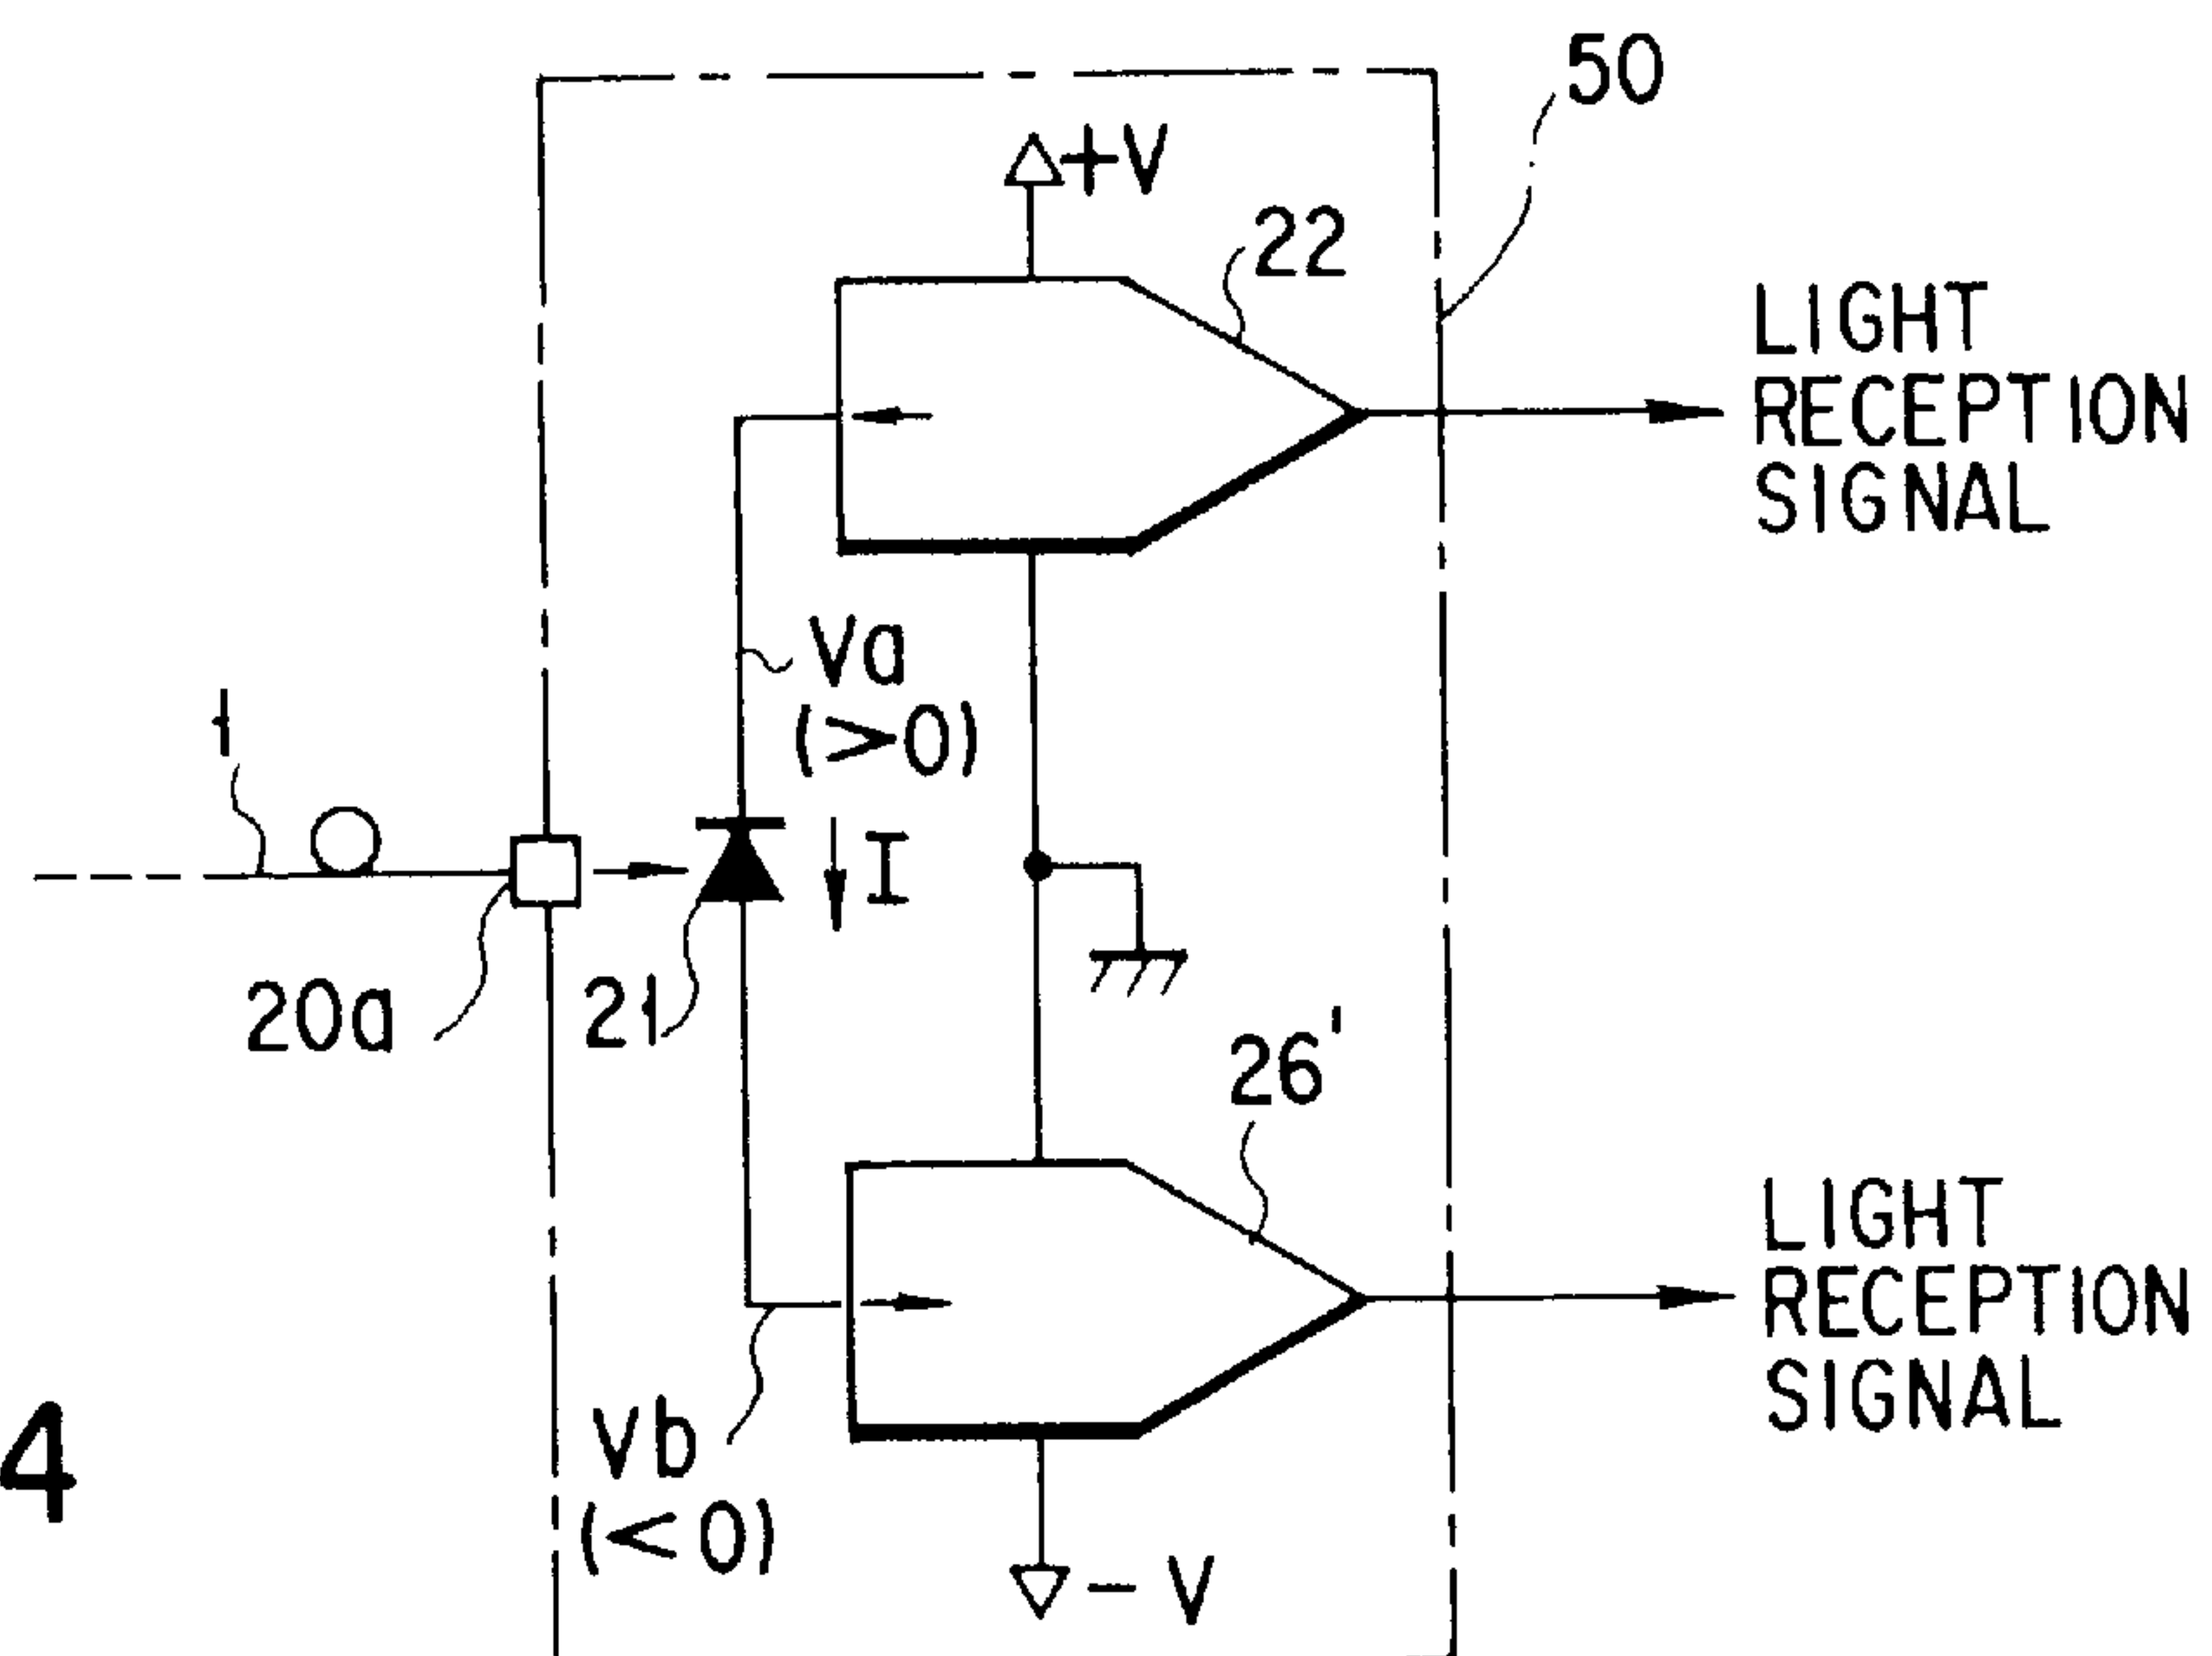 50
+V
22
LIGHT
RECEPTION
SIGNAL
Va
(>0)
1
I
20a
21
26'
LIGHT
RECEPTION
SIGNAL
Vb
(<0)
4
-V